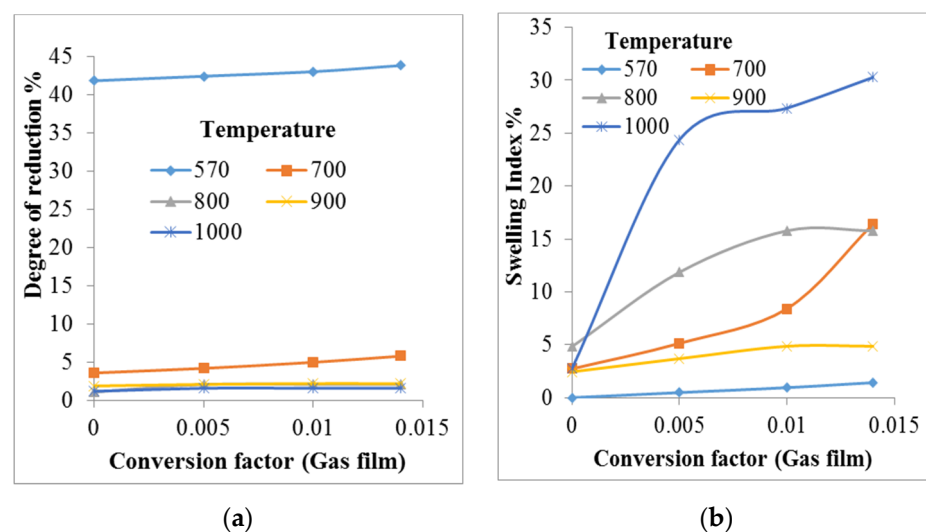 Degree of reduction %
45
40
35
30
25
20
15
10
5
0
Temperature
570 700
800 900
1000
0 0.005 0.01 0.015
Conversion factor (Gas film)
(a)
Swelling Index %
35
30
25
20
15
10
5
0
Temperature
570 700
800 900
1000
0 0.005 0.01 0.015
Conversion factor (Gas film)
(b)